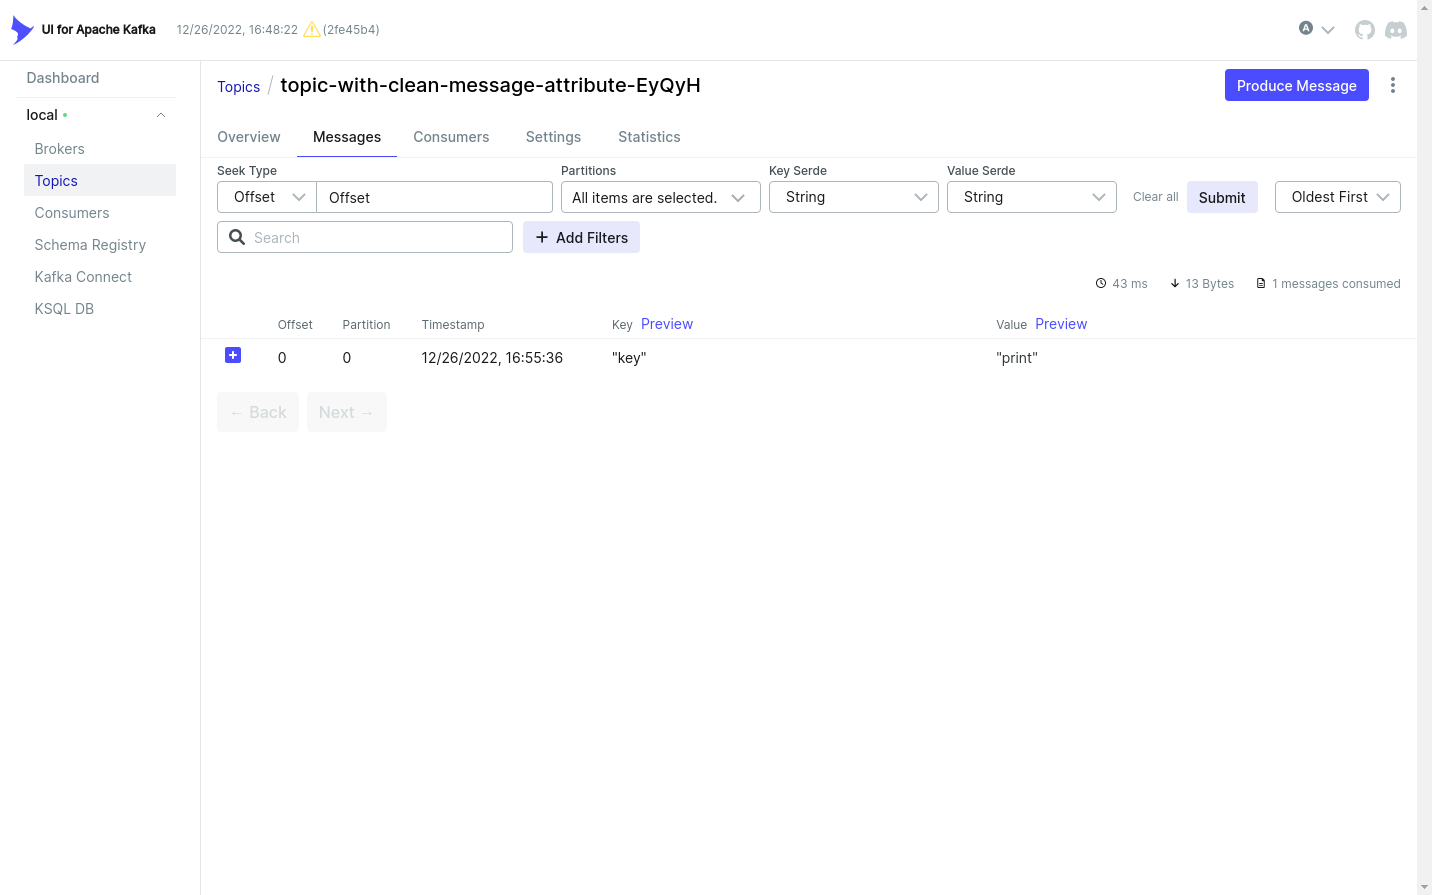 UI for Apache Kafka 12/26/2022, 16:48:22 (2fe45b4) A
Dashboard
local
Brokers
Topics
Consumers
Schema Registry
Kafka Connect
KSQL DB
Topics / topic-with-clean-message-attribute-EyQyH Produce Message
Overview Messages Consumers Settings Statistics
Seek Type Partitions Key Serde Value Serde
Offset Offset All items are selected. String String Clear all Submit Oldest First
Search Add Filters
43 ms 13 Bytes 1 messages consumed
Offset Partition Timestamp Key Preview Value Preview
0 0 12/26/2022, 16:55:36 "key" "print"
← Back Next →